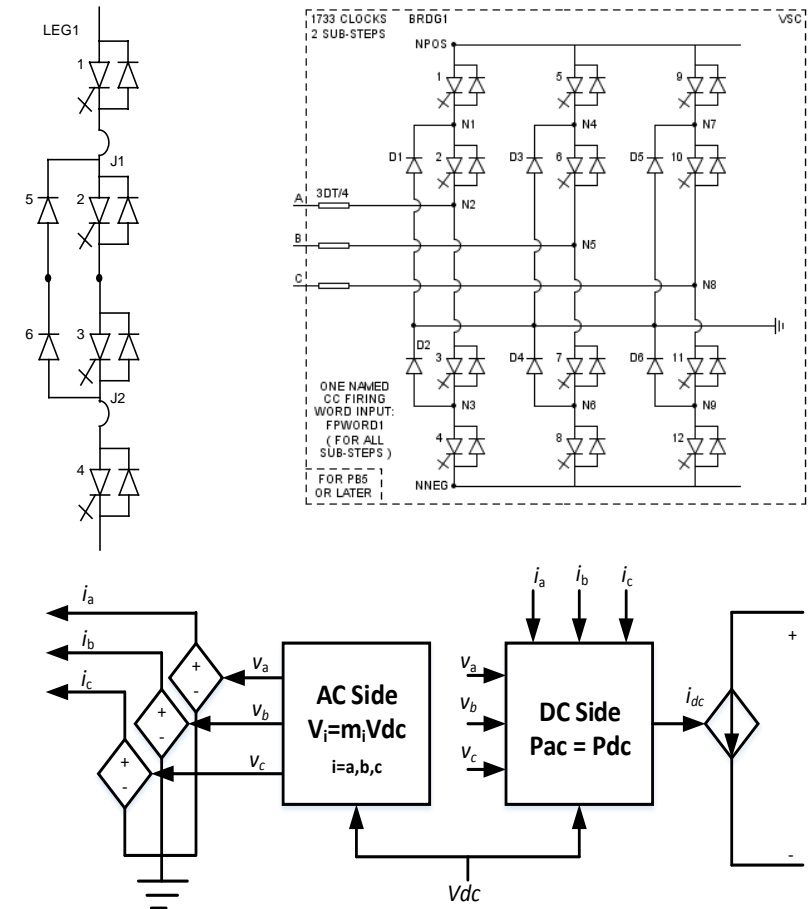 LEG1
1
J1
5
2
6
3
J2
4
1733 CLOCKS
2 SUB-STEPS
BRDG1
VSC
NPOS
1
5
9
N1
N4
N7
D1
2
D3
6
D5
10
A
3DT/4
N2
B
N5
C
N8
D2
3
D4
7
D6
11
N3
N6
N9
4
8
12
NNEG
ONE NAMED
CC FIRING
WORD INPUT:
FPWORD1
( FOR ALL
SUB-STEPS )
FOR PB5
OR LATER
ia
ib
ic
+
-
+
-
+
-
va
vb
vc
AC Side
Vi=miVdc
i=a,b,c
ia
ib
ic
va
vb
vc
DC Side
Pac = Pdc
idc
+
-
Vdc